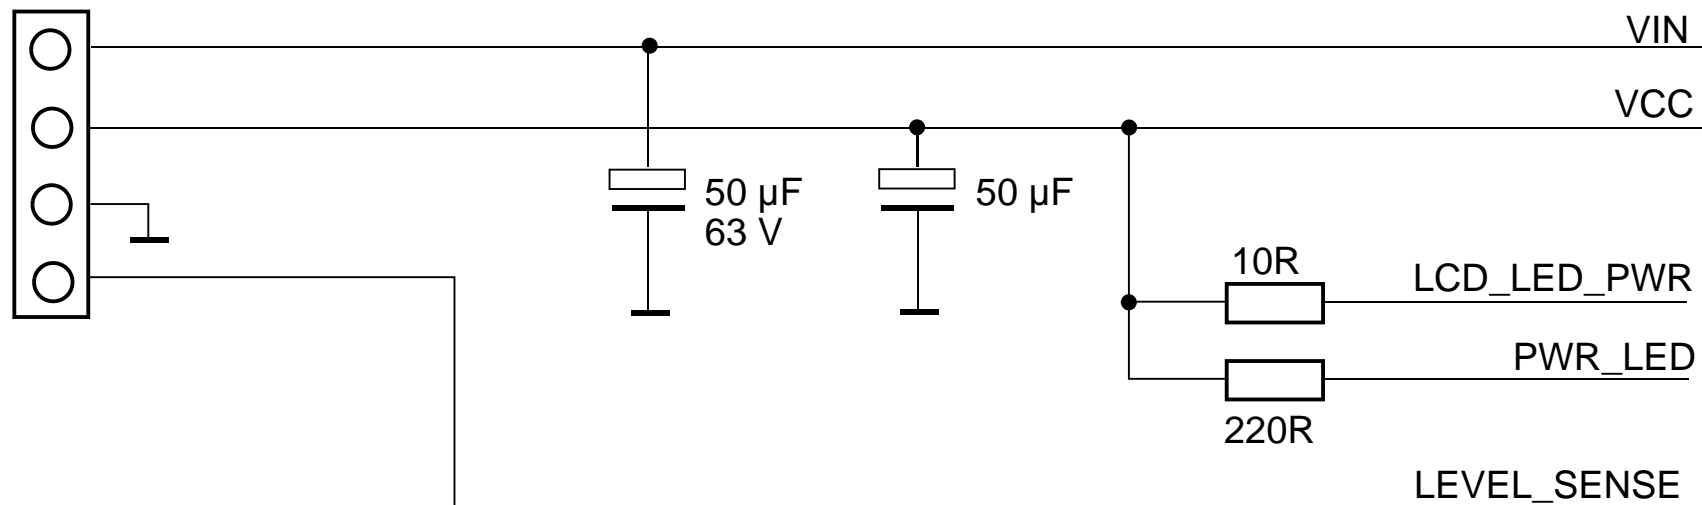 VIN
VCC
50 µF
63 V
50 µF
10R
LCD_LED_PWR
PWR_LED
220R
LEVEL_SENSE